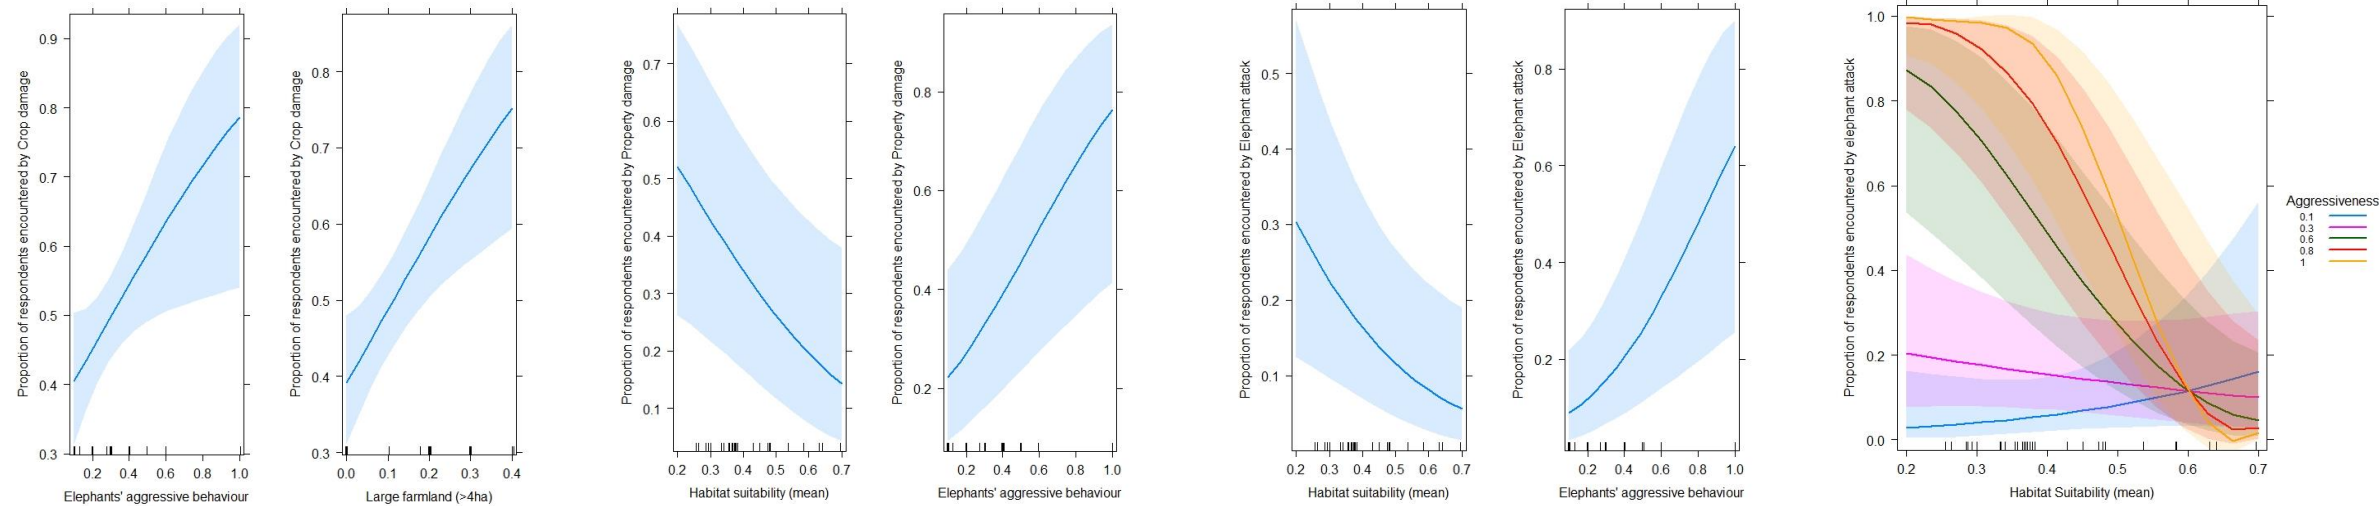 Proportion of respondents encountered by Crop damage
0.9
0.8
0.7
0.6
0.5
0.4
0.3
0.2 0.4 0.6 0.8 1.0
Elephants' aggressive behaviour
Proportion of respondents encountered by Crop damage
0.8
0.7
0.6
0.5
0.4
0.3
0.0 0.1 0.2 0.3 0.4
Large farmland (>4ha)
Proportion of respondents encountered by Property damage
0.7
0.6
0.5
0.4
0.3
0.2
0.1
0.2 0.3 0.4 0.5 0.6 0.7
Habitat suitability (mean)
Proportion of respondents encountered by Property damage
0.8
0.6
0.4
0.2
0.2 0.4 0.6 0.8 1.0
Elephants' aggressive behaviour
Proportion of respondents encountered by Elephant attack
0.5
0.4
0.3
0.2
0.1
0.2 0.3 0.4 0.5 0.6 0.7
Habitat suitability (mean)
Proportion of respondents encountered by Elephant attack
0.8
0.6
0.4
0.2
0.2 0.4 0.6 0.8 1.0
Elephants' aggressive behaviour
Proportion of respondents encountered by elephant attack
1.0
0.8
0.6
0.4
0.2
0.0
0.2 0.3 0.4 0.5 0.6 0.7
Habitat Suitability (mean)
Aggressiveness
0.1
0.3
0.6
0.8
1